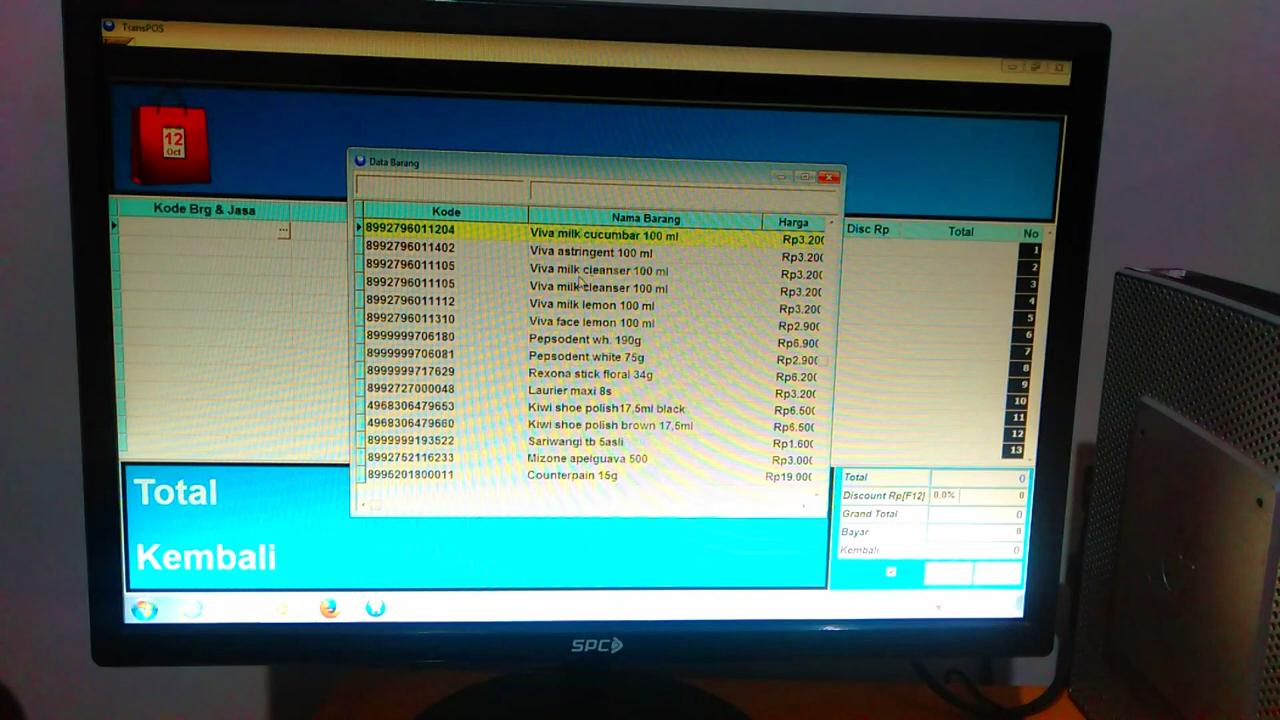 TransPOS
12
Oct
Data Barang
Kode Brg & Jasa
Kode Nama Barang Harga
Disc Rp Total No
8992796011204 Viva milk cucumbar 100 ml Rp3.200
8992796011402 Viva astringent 100 ml Rp3.200
8992796011105 Viva milk cleanser 100 ml Rp3.200
8992796011105 Viva milk cleanser 100 ml Rp3.200
8992796011112 Viva milk lemon 100 ml Rp3.200
8992796011310 Viva face lemon 100 ml Rp2.900
8999999706180 Pepsodent wh. 190g Rp6.900
8999999706081 Pepsodent white 75g Rp2.900
8999999717629 Rexona stick floral 34g Rp6.200
8992727000048 Laurier maxi 8s Rp3.200
4968306479653 Kiwi shoe polish17,5ml black Rp6.500
4968306479660 Kiwi shoe polish brown 17,5ml Rp6.500
8999999193522 Sariwangi tb 5asli Rp1.600
8992752116233 Mizone apelguava 500 Rp3.000
8995201800011 Counterpain 15g Rp19.000
...
1
2
3
4
5
6
7
8
9
10
11
12
13
Total
Kembali
Total 0
Discount Rp[F12] 0.0% 0
Grand Total 0
Bayar 0
Kembali 0
SPC